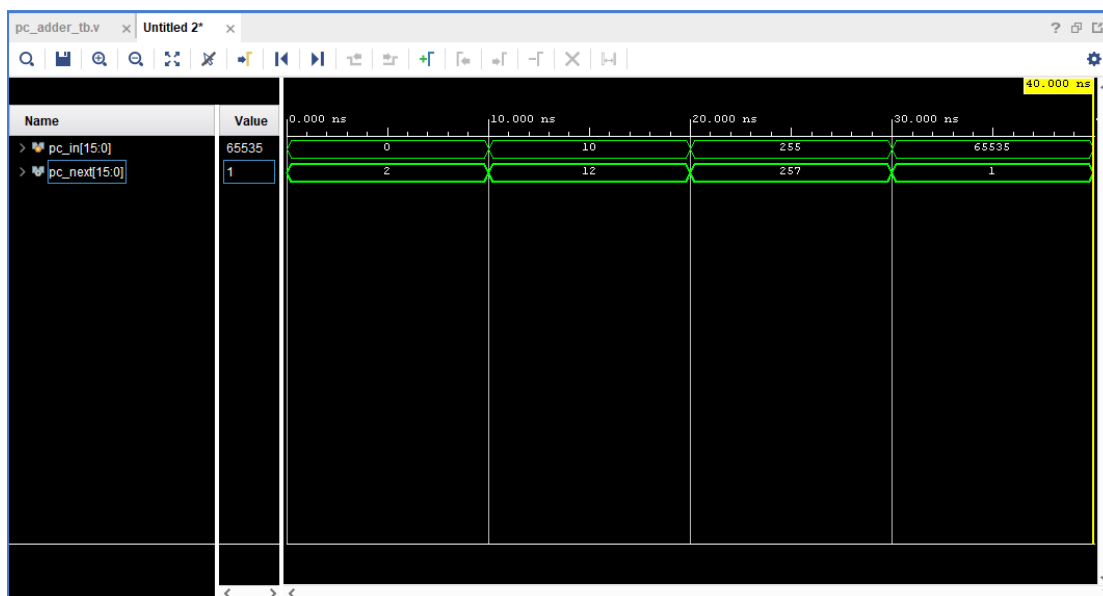 pc_adder_tb.v × Untitled 2* ×
?
40.000 ns
Name Value 0.000 ns 10.000 ns 20.000 ns 30.000 ns
> pc_in[15:0] 65535 0 10 255 65535
> pc_next[15:0] 1 2 12 257 1